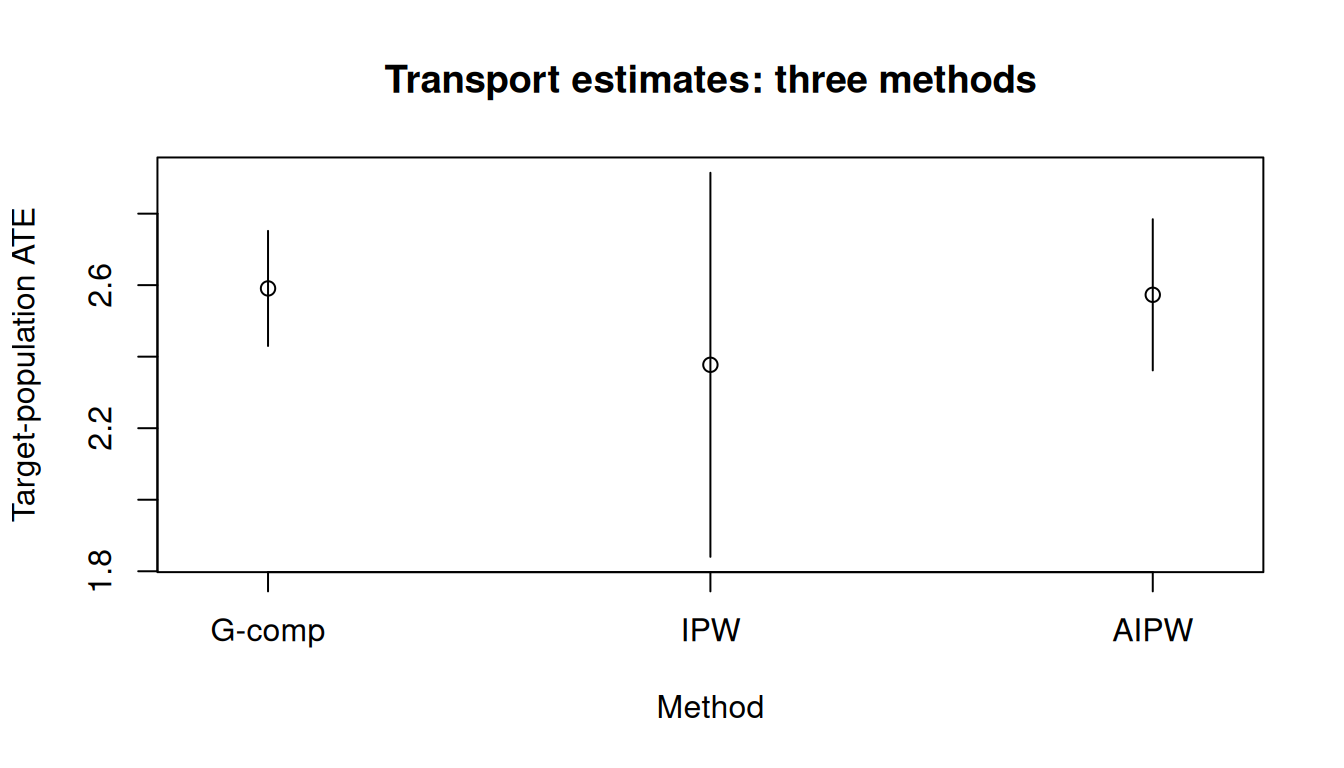 Transport estimates: three methods
Target-population ATE
2.6
2.2
1.8
G-comp IPW AIPW
Method